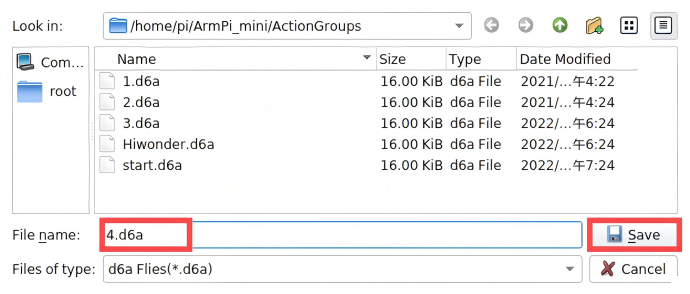 Look in: /home/pi/ArmPi_mini/ActionGroups
Com... Name Size Type Date Modified
root 1.d6a 16.00 KiB d6a File 2021/...午4:22
2.d6a 16.00 KiB d6a File 2021/...午4:24
3.d6a 16.00 KiB d6a File 2022/...午6:24
Hiwonder.d6a 16.00 KiB d6a File 2022/...午6:24
start.d6a 16.00 KiB d6a File 2022/...午7:24
File name: 4.d6a Save
Files of type: d6a Flies(*.d6a) Cancel